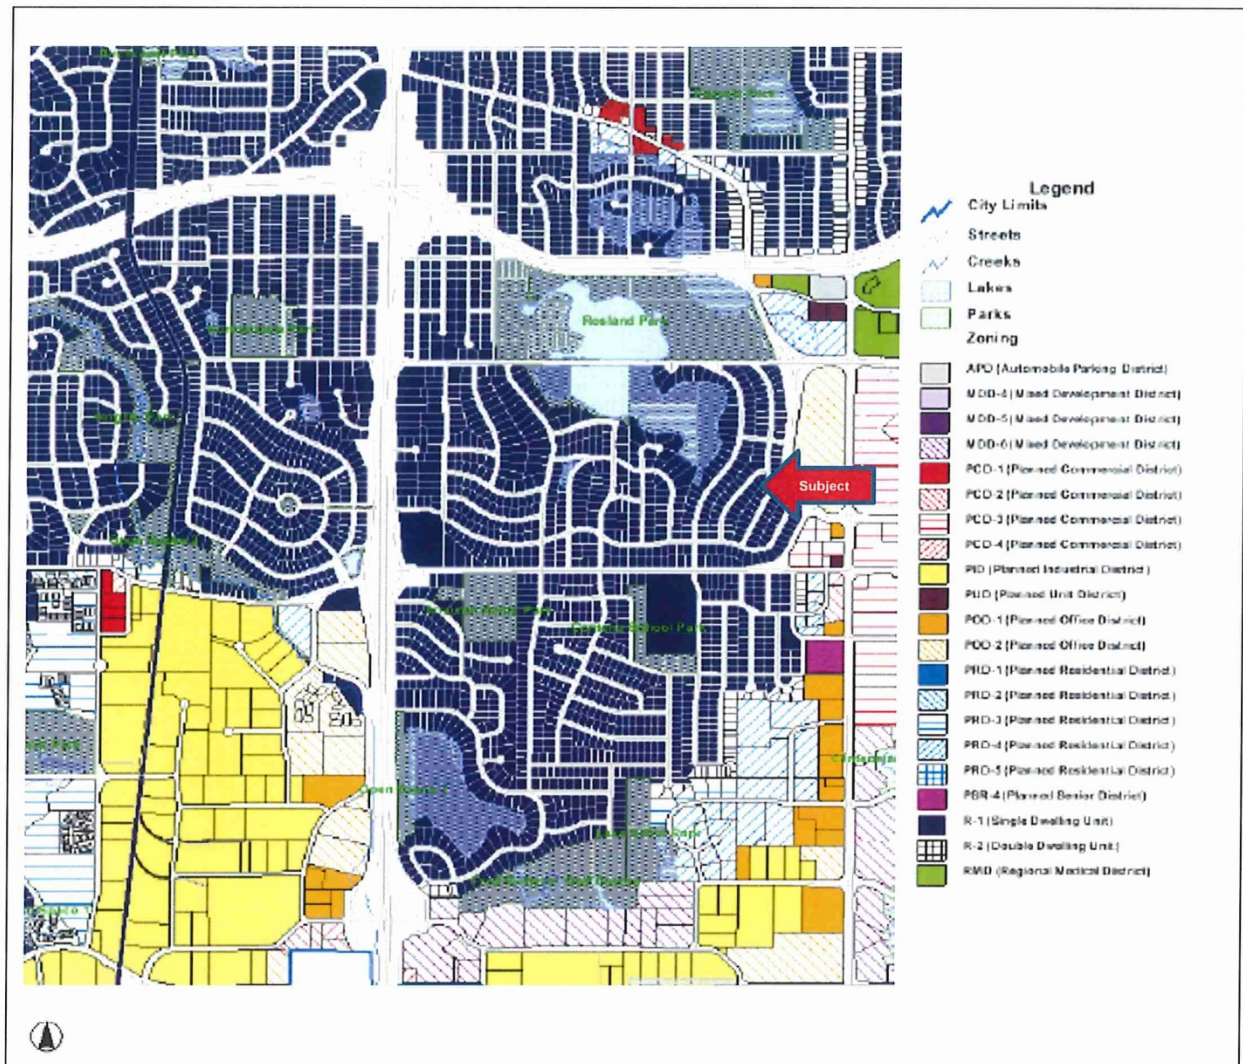 Rosland Park
Subject
School Park
Legend
City Limits
Streets
Creeks
Lakes
Parks
Zoning
APD (Automobile Parking District)
MDD-4 (Mixed Development District)
MDD-5 (Mixed Development District)
MDD-6 (Mixed Development District)
PCD-1 (Planned Commercial District)
PCD-2 (Planned Commercial District)
PCD-3 (Planned Commercial District)
PCD-4 (Planned Commercial District)
PID (Planned Industrial District)
PUD (Planned Unit District)
POD-1 (Planned Office District)
POD-2 (Planned Office District)
PRD-1 (Planned Residential District)
PRD-2 (Planned Residential District)
PRD-3 (Planned Residential District)
PRD-4 (Planned Residential District)
PRD-5 (Planned Residential District)
PSR-4 (Planned Senior District)
R-1 (Single Dwelling Unit)
R-2 (Double Dwelling Unit)
RMD (Regional Medical District)